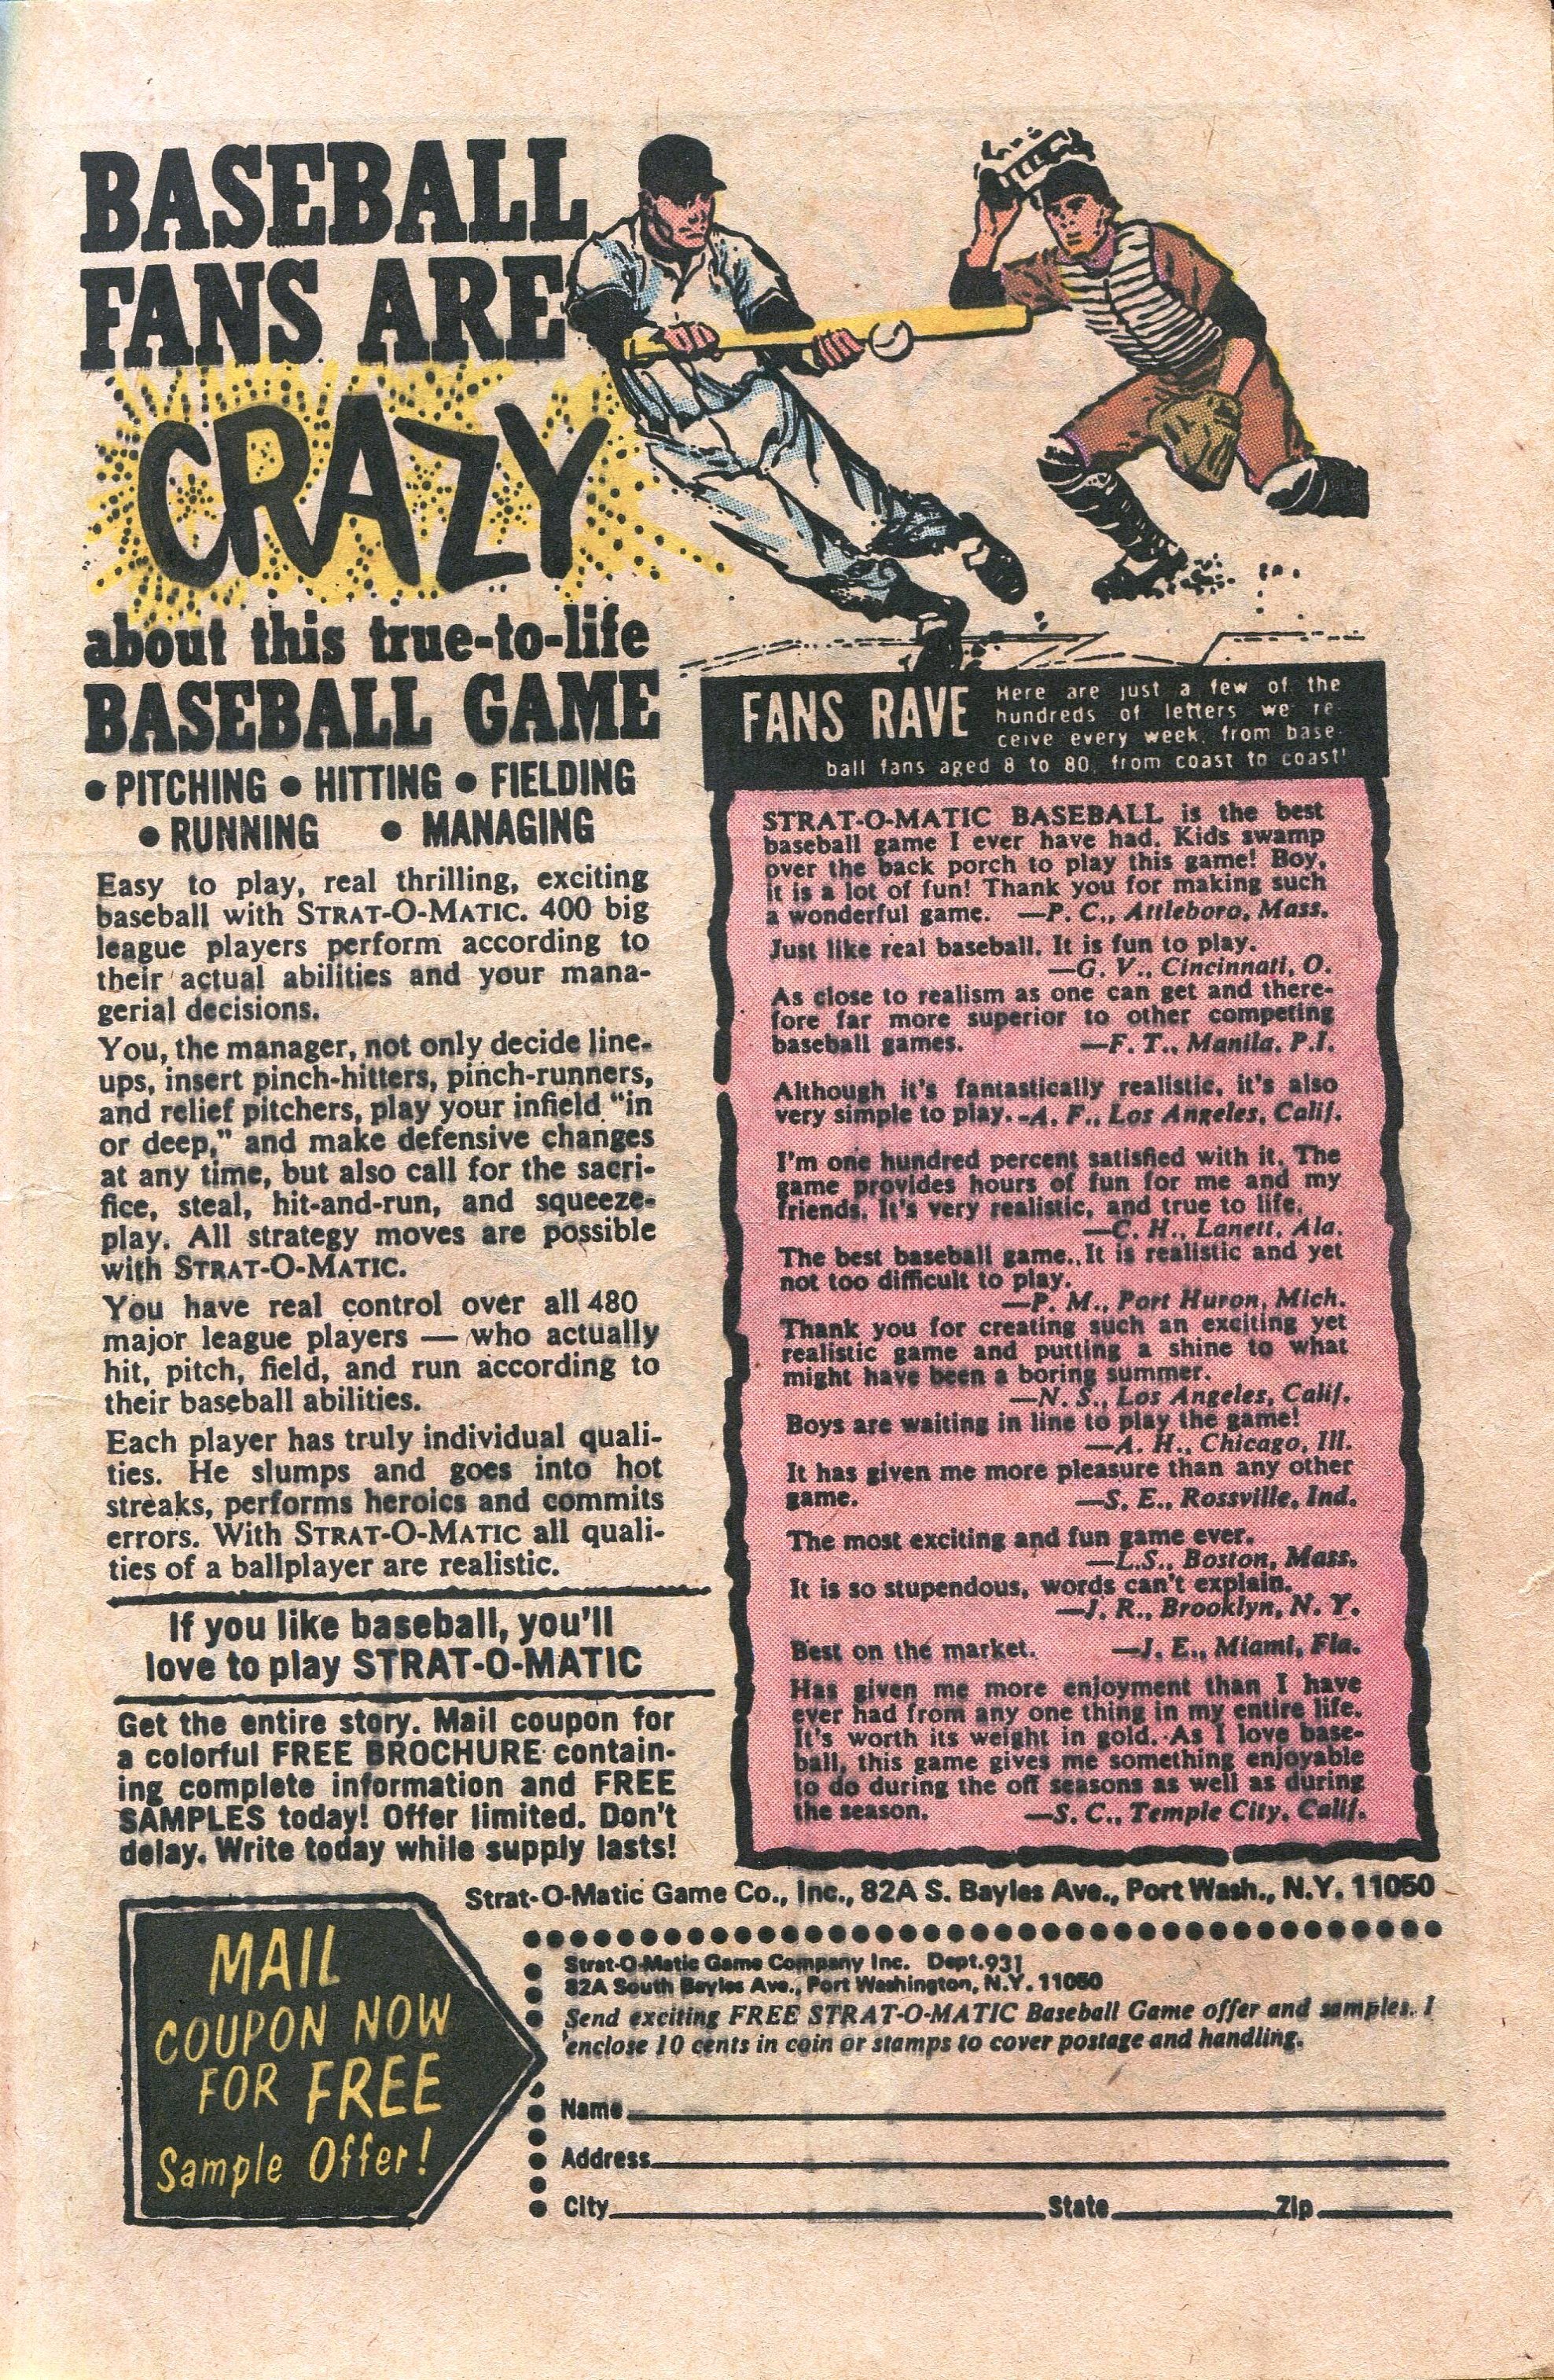 BASEBALL
FANS ARE
CRAZY
about this true-to-life
BASEBALL GAME
• PITCHING • HITTING • FIELDING
• RUNNING • MANAGING
Easy to play, real thrilling, exciting
baseball with STRAT-O-MATIC. 400 big
league players perform according to
their actual abilities and your mana-
gerial decisions.
You, the manager, not only decide line-
ups, insert pinch-hitters, pinch-runners,
and relief pitchers, play your infield "in
or deep," and make defensive changes
at any time, but also call for the sacri-
fice, steal, hit-and-run, and squeeze-
play. All strategy moves are possible
with STRAT-O-MATIC.
You have real control over all 480
major league players — who actually
hit, pitch, field, and run according to
their baseball abilities.
Each player has truly individual quali-
ties. He slumps and goes into hot
streaks, performs heroics and commits
errors. With STRAT-O-MATIC all quali-
ties of a ballplayer are realistic.
If you like baseball, you'll
love to play STRAT-O-MATIC
Get the entire story. Mail coupon for
a colorful FREE BROCHURE contain-
ing complete information and FREE
SAMPLES today! Offer limited. Don't
delay. Write today while supply lasts!
FANS RAVE
Here are just a few of the
hundreds of letters we re-
ceive every week, from base-
ball fans aged 8 to 80, from coast to coast!
STRAT-O-MATIC BASEBALL is the best
baseball game I ever have had. Kids swamp
over the back porch to play this game! Boy,
it is a lot of fun! Thank you for making such
a wonderful game. —P. C., Attleboro, Mass.
Just like real baseball. It is fun to play.
—G. V., Cincinnati, O.
As close to realism as one can get and there-
fore far more superior to other competing
baseball games. —F. T., Manila, P.I.
Although it's fantastically realistic, it's also
very simple to play. -A. F., Los Angeles, Calif.
I'm one hundred percent satisfied with it. The
game provides hours of fun for me and my
friends. It's very realistic, and true to life.
—C. H., Lanett, Ala.
The best baseball game.. It is realistic and yet
not too difficult to play.
—P. M., Port Huron, Mich.
Thank you for creating such an exciting yet
realistic game and putting a shine to what
might have been a boring summer.
—N. S., Los Angeles, Calif.
Boys are waiting in line to play the game!
—A. H., Chicago, Ill.
It has given me more pleasure than any other
game. —S. E., Rossville, Ind.
The most exciting and fun game ever.
—L.S., Boston, Mass.
It is so stupendous, words can't explain.
—J. R., Brooklyn, N. Y.
Best on the market. —J. E., Miami, Fla.
Has given me more enjoyment than I have
ever had from any one thing in my entire life.
It's worth its weight in gold. As I love base-
ball, this game gives me something enjoyable
to do during the off seasons as well as during
the season. —S. C., Temple City, Calif.
Strat-O-Matic Game Co., Inc., 82A S. Bayles Ave., Port Wash., N.Y. 11050
MAIL
COUPON NOW
FOR FREE
Sample Offer!
Strat-O-Matic Game Company Inc. Dept.931
82A South Bayles Ave., Port Washington, N.Y. 11050
Send exciting FREE STRAT-O-MATIC Baseball Game offer and samples. I
enclose 10 cents in coin or stamps to cover postage and handling.
Name
Address
City State Zip